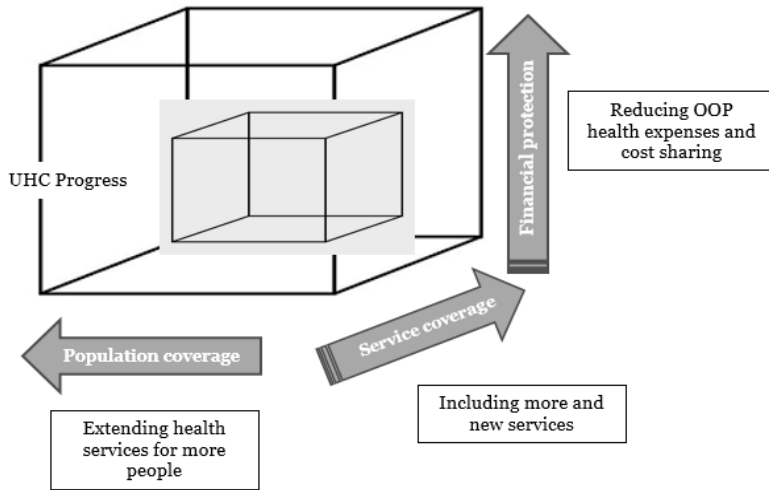 Financial protection
Reducing OOP
health expenses and
cost sharing
UHC Progress
Service coverage
Population coverage
Including more and
new services
Extending health
services for more
people